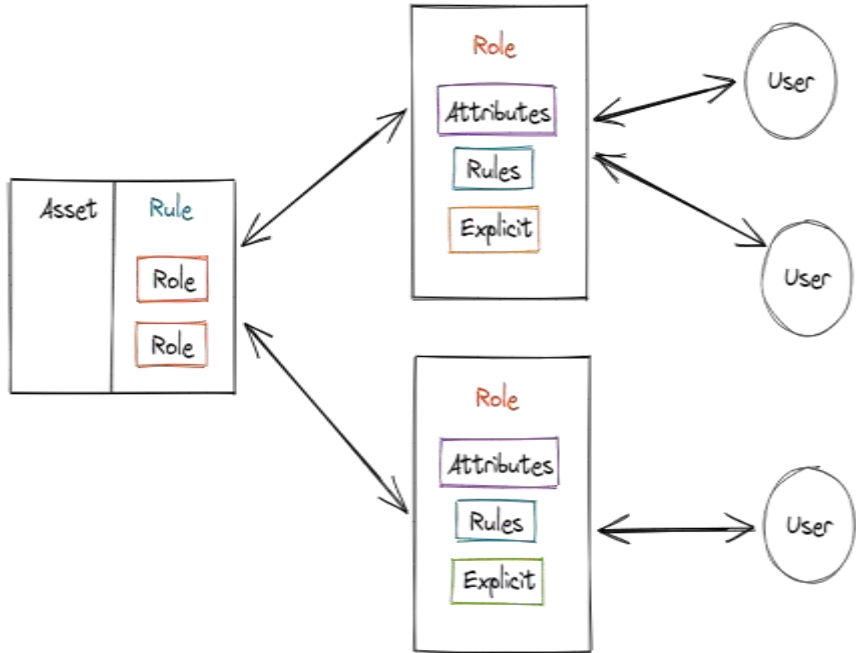 Asset
Rule
Role
Role
Role
Attributes
Rules
Explicit
Role
Attributes
Rules
Explicit
User
User
User